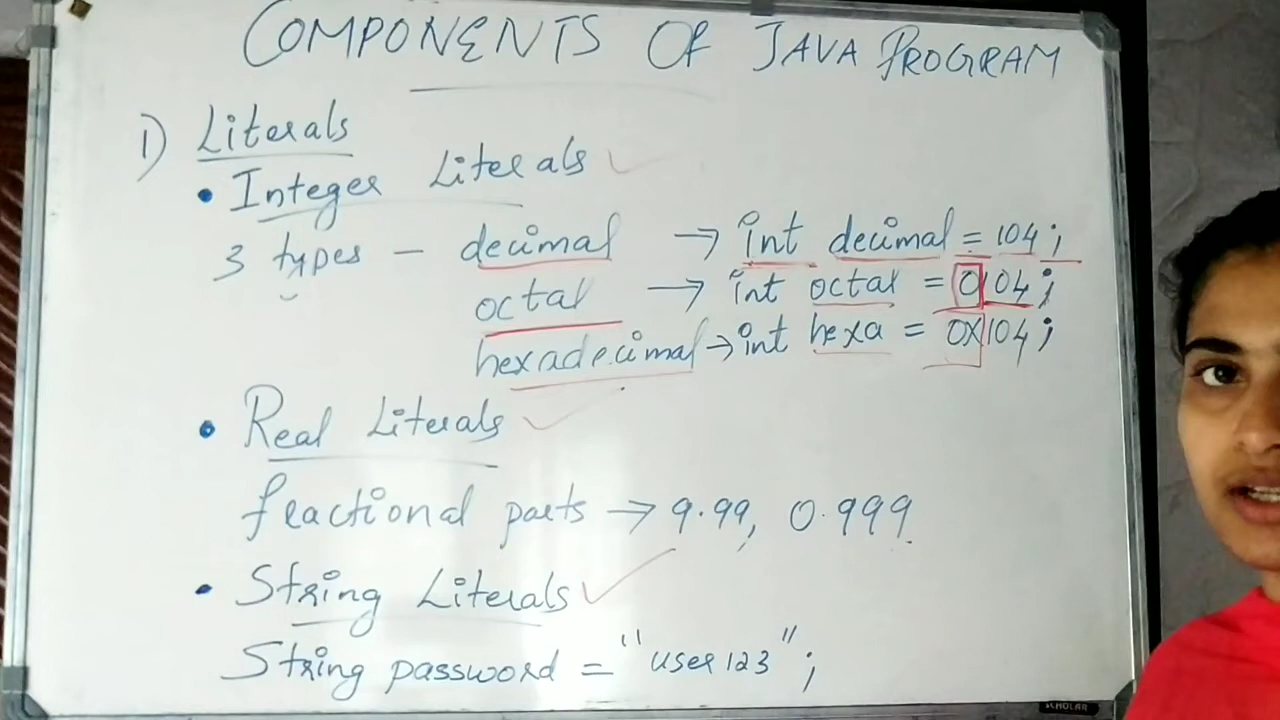 COMPONENTS OF JAVA PROGRAM
1) Literals
• Integer Literals
3 types – decimal → int decimal = 104;
octal → int octal = 0104;
hexadecimal → int hexa = 0X104;
• Real Literals
fractional parts → 9.99, 0.999.
• String Literals
String password = "user123";
SCHOLAR